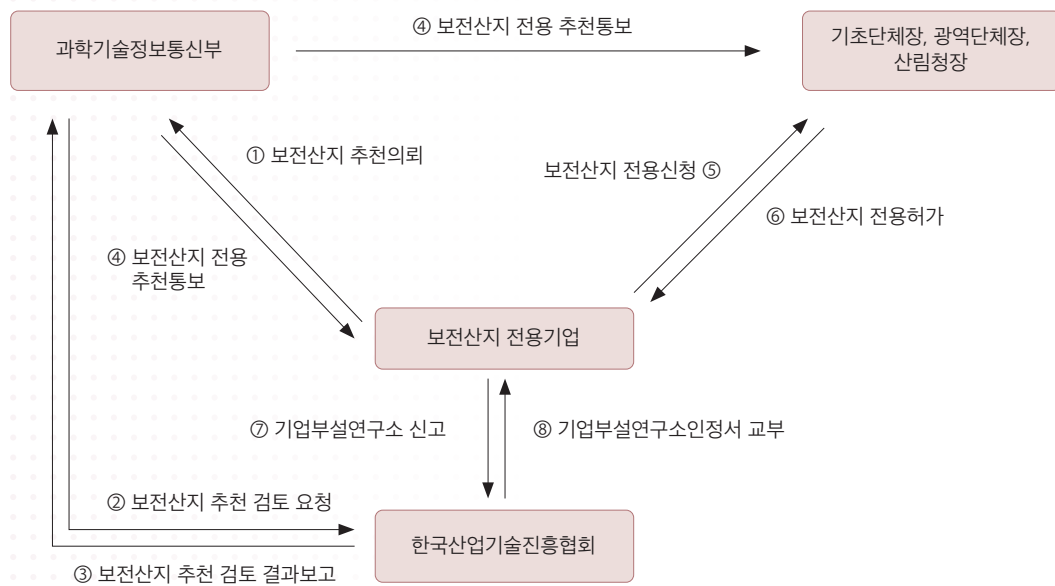 ④ 보전산지 전용 추천통보
과학기술정보통신부
기초단체장, 광역단체장,
산림청장
① 보전산지 추천의뢰
보전산지 전용신청 ⑤
⑥ 보전산지 전용허가
④ 보전산지 전용
추천통보
보전산지 전용기업
⑦ 기업부설연구소 신고
⑧ 기업부설연구소인정서 교부
② 보전산지 추천 검토 요청
한국산업기술진흥협회
③ 보전산지 추천 검토 결과보고